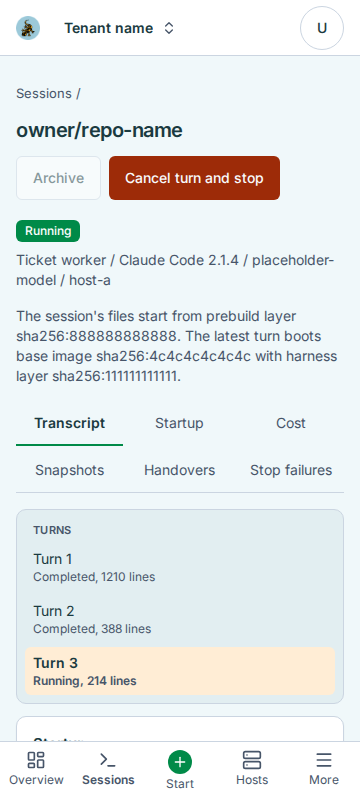 Tenant name
U
Sessions /
owner/repo-name
Archive
Cancel turn and stop
Running
Ticket worker / Claude Code 2.1.4 / placeholder-
model / host-a
The session's files start from prebuild layer
sha256:888888888888. The latest turn boots
base image sha256:4c4c4c4c4c4c with harness
layer sha256:111111111111.
Transcript
Startup
Cost
Snapshots
Handovers
Stop failures
TURNS
Turn 1
Completed, 1210 lines
Turn 2
Completed, 388 lines
Turn 3
Running, 214 lines
Overview
Sessions
Start
Hosts
More